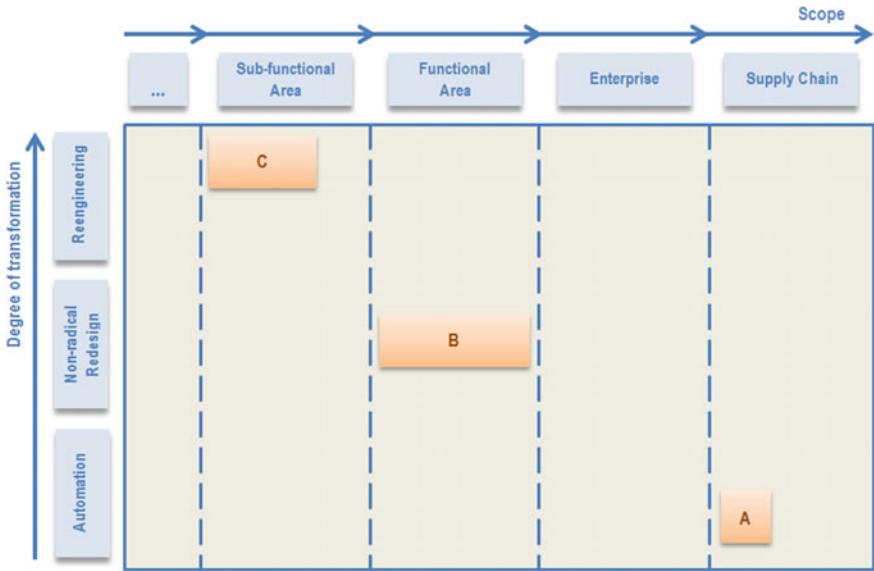 Scope
...
Sub-functional
Area
Functional
Area
Enterprise
Supply Chain
Degree of transformation
Reengineering
Non-radical
Redesign
Automation
C
B
A